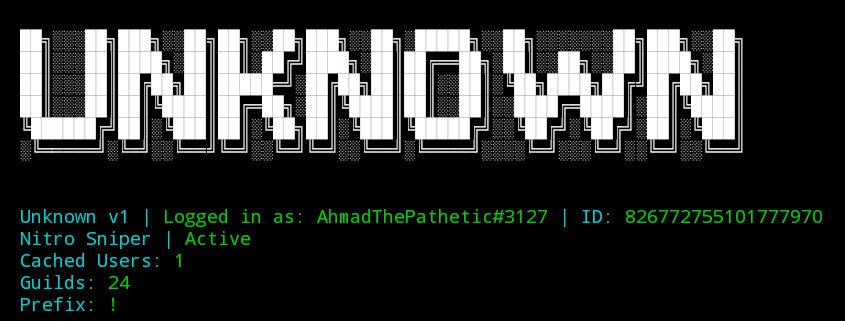 UNKNOWN
Unknown v1 | Logged in as: AhmadThePathetic#3127 | ID: 826772755101777970
Nitro Sniper | Active
Cached Users: 1
Guilds: 24
Prefix: !